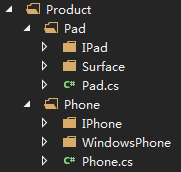 Product
Pad
IPad
Surface
C# Pad.cs
Phone
IPhone
WindowsPhone
C# Phone.cs